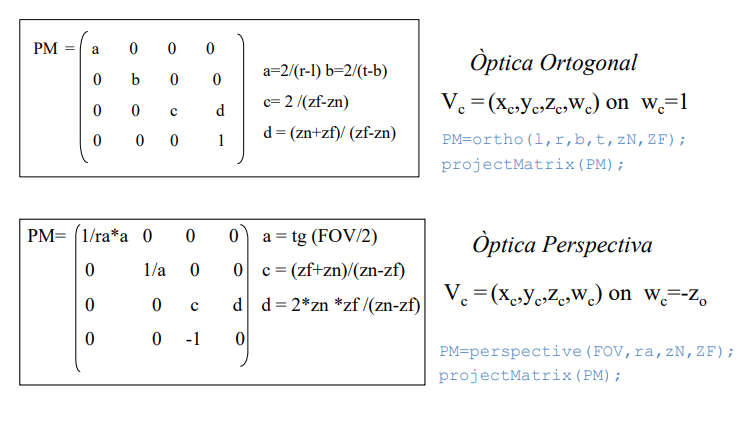 PM = a 0 0 0
0 b 0 0
0 0 c d
0 0 0 1
a=2/(r-l) b=2/(t-b)
c= 2 /(zf-zn)
d = (zn+zf)/ (zf-zn)
Òptica Ortogonal
Vc = (xc,yc,zc,wc) on wc=1
PM=ortho(l,r,b,t,zN,ZF);
projectMatrix(PM);
PM= 1/ra*a 0 0 0
0 1/a 0 0
0 0 c d
0 0 -1 0
a = tg (FOV/2)
c = (zf+zn)/(zn-zf)
d = 2*zn *zf /(zn-zf)
Òptica Perspectiva
Vc = (xc,yc,zc,wc) on wc=-zo
PM=perspective(FOV,ra,zN,ZF);
projectMatrix(PM);